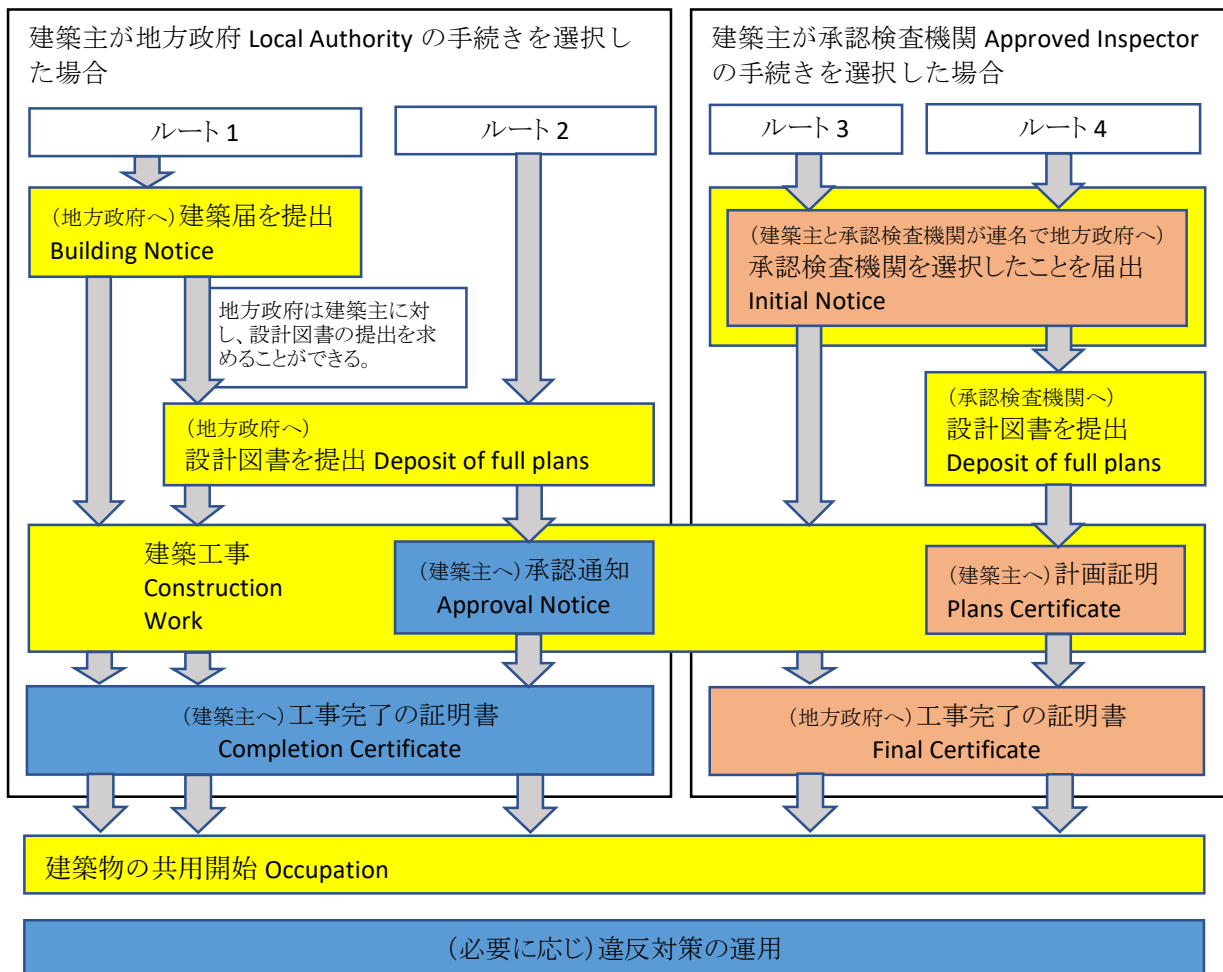 建築主が地方政府 Local Authority の手続きを選択し
た場合
ルート 1
ルート 2
（地方政府へ）建築届を提出
Building Notice
地方政府は建築主に対
し、設計図書の提出を求
めることができる。
（地方政府へ）
設計図書を提出 Deposit of full plans
建築主が承認検査機関 Approved Inspector
の手続きを選択した場合
ルート 3
ルート 4
（建築主と承認検査機関が連名で地方政府へ）
承認検査機関を選択したことを届出
Initial Notice
（承認検査機関へ）
設計図書を提出
Deposit of full plans
建築工事
Construction
Work
（建築主へ）承認通知
Approval Notice
（建築主へ）計画証明
Plans Certificate
（建築主へ）工事完了の証明書
Completion Certificate
（地方政府へ）工事完了の証明書
Final Certificate
建築物の共用開始 Occupation
（必要に応じ）違反対策の運用